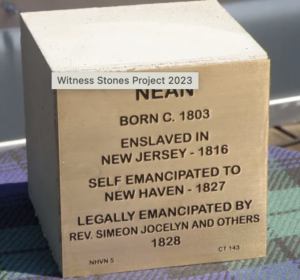 Witness Stones Project 2023
NEAN
BORN C. 1803
ENSLAVED IN
NEW JERSEY - 1816
SELF EMANCIPATED TO
NEW HAVEN - 1827
LEGALLY EMANCIPATED BY
REV. SIMEON JOCELYN AND OTHERS
1828
NHVN 5 CT 143